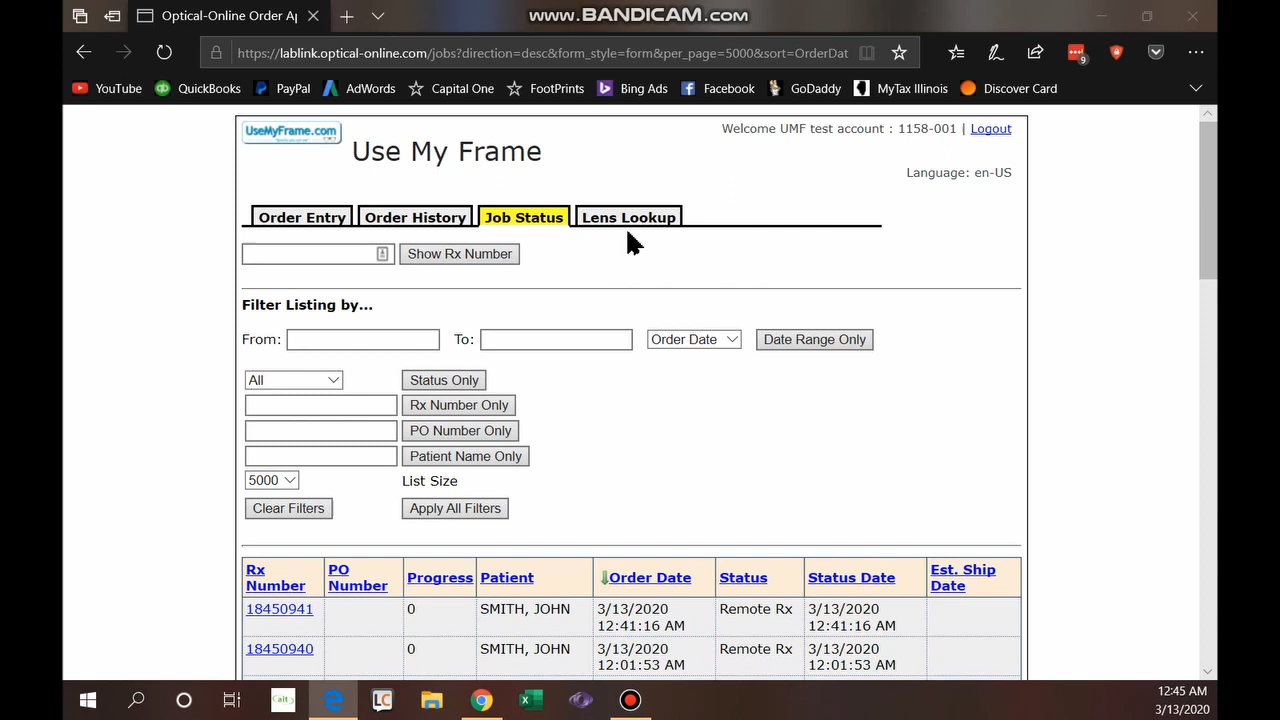 www.BANDICAM.com
Optical-Online Order Ap
https://lablink.optical-online.com/jobs?direction=desc&form_style=form&per_page=5000&sort=OrderDat
9
YouTube QuickBooks PayPal AdWords Capital One FootPrints Bing Ads Facebook GoDaddy MyTax Illinois Discover Card
UseMyFrame.com
Welcome UMF test account : 1158-001 | Logout
Use My Frame
Language: en-US
Order Entry Order History Job Status Lens Lookup
Show Rx Number
Filter Listing by...
From: To: Order Date Date Range Only
All Status Only
Rx Number Only
PO Number Only
Patient Name Only
5000 List Size
Clear Filters Apply All Filters
Rx Number PO Number Progress Patient Order Date Status Status Date Est. Ship Date
18450941 0 SMITH, JOHN 3/13/2020 12:41:16 AM Remote Rx 3/13/2020 12:41:16 AM
18450940 0 SMITH, JOHN 3/13/2020 12:01:53 AM Remote Rx 3/13/2020 12:01:53 AM
LC
12:45 AM
3/13/2020